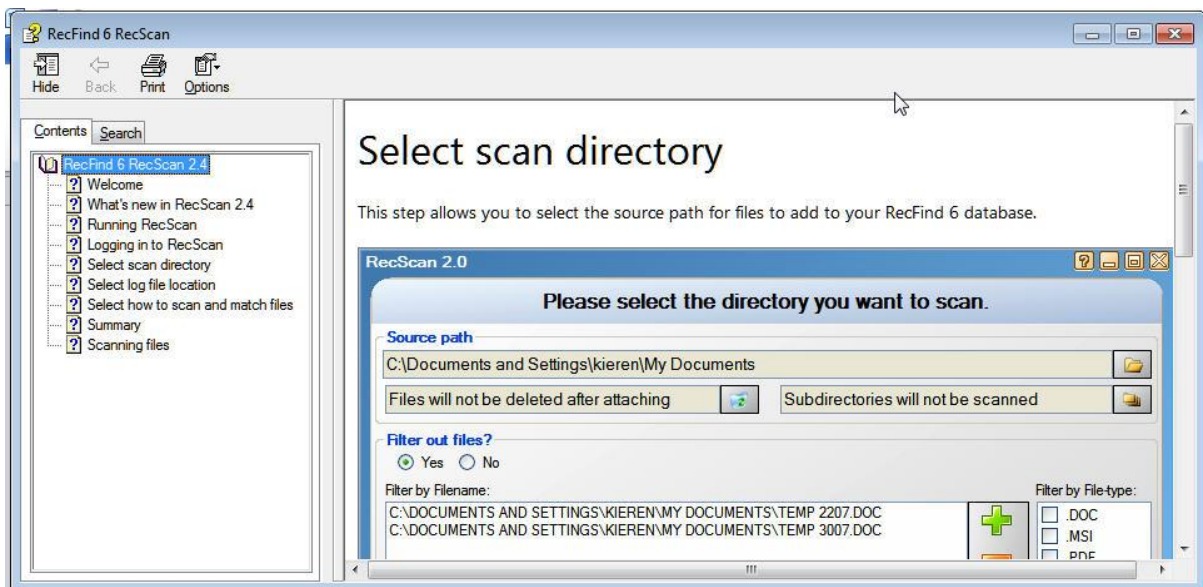 RecFind 6 RecScan
Hide Back Print Options
Contents Search
RecFind 6 RecScan 2.4
Welcome
What's new in RecScan 2.4
Running RecScan
Logging in to RecScan
Select scan directory
Select log file location
Select how to scan and match files
Summary
Scanning files
Select scan directory
This step allows you to select the source path for files to add to your RecFind 6 database.
RecScan 2.0
Please select the directory you want to scan.
Source path
C:\Documents and Settings\kieren\My Documents
Files will not be deleted after attaching
Subdirectories will not be scanned
Filter out files?
Yes No
Filter by Filename:
C:\DOCUMENTS AND SETTINGS\KIEREN\MY DOCUMENTS\TEMP 2207.DOC
C:\DOCUMENTS AND SETTINGS\KIEREN\MY DOCUMENTS\TEMP 3007.DOC
Filter by File-type:
.DOC
.MSI
.PDF